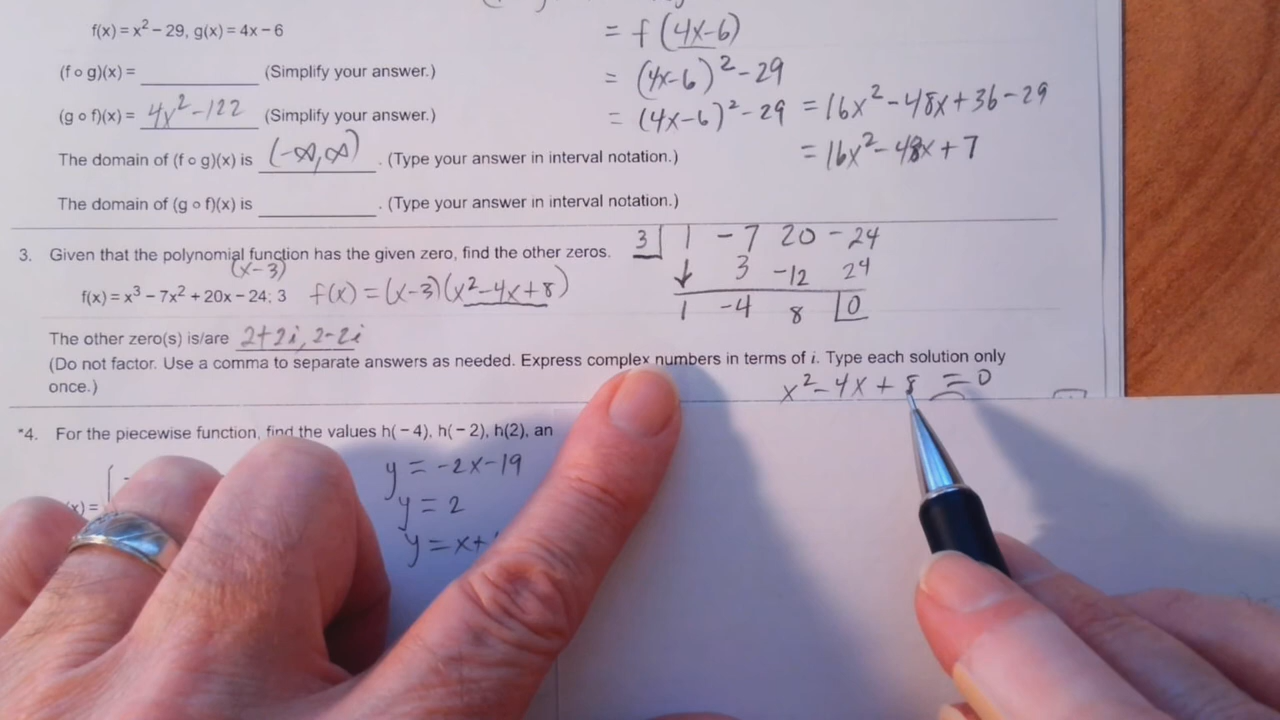 f(x) = x² − 29, g(x) = 4x − 6
= f(4x-6)
(f ∘ g)(x) = (Simplify your answer.)
= (4x-6)² - 29
(g ∘ f)(x) = 4x² - 122 (Simplify your answer.)
= (4x-6)² - 29 = 16x² - 48x + 36 - 29
The domain of (f ∘ g)(x) is (-∞, ∞). (Type your answer in interval notation.)
= 16x² - 48x + 7
The domain of (g ∘ f)(x) is . (Type your answer in interval notation.)
3. Given that the polynomial function has the given zero, find the other zeros.
3 1 -7 20 -24
(x-3)
3 -12 24
f(x) = x³ − 7x² + 20x − 24; 3 f(x) = (x-3)(x²-4x+8)
1 -4 8 0
The other zero(s) is/are 2+2i, 2-2i
(Do not factor. Use a comma to separate answers as needed. Express complex numbers in terms of i. Type each solution only
once.)
x² - 4x + 8 = 0
*4. For the piecewise function, find the values h(−4), h(−2), h(2), an
y = -2x-19
y = 2
x) =
y = x+